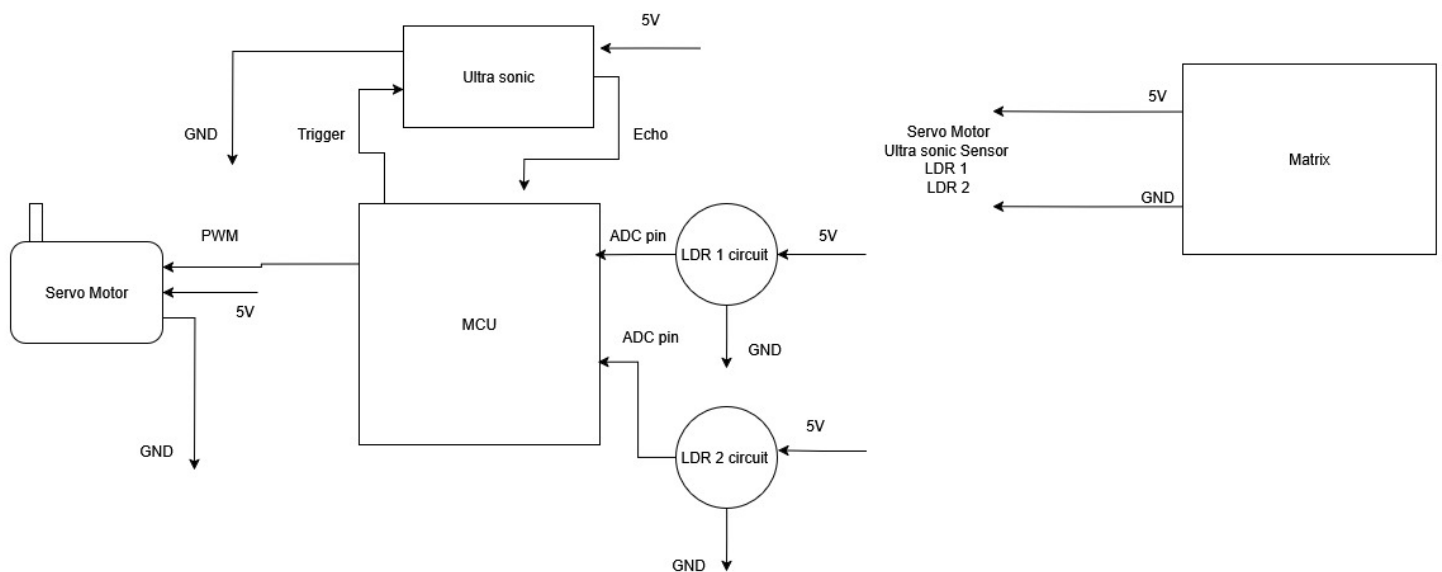 5V
Ultra sonic
GND
Trigger
Echo
PWM
Servo Motor
5V
GND
MCU
ADC pin
LDR 1 circuit
5V
GND
ADC pin
LDR 2 circuit
5V
GND
5V
Servo Motor
Ultra sonic Sensor
LDR 1
LDR 2
GND
Matrix